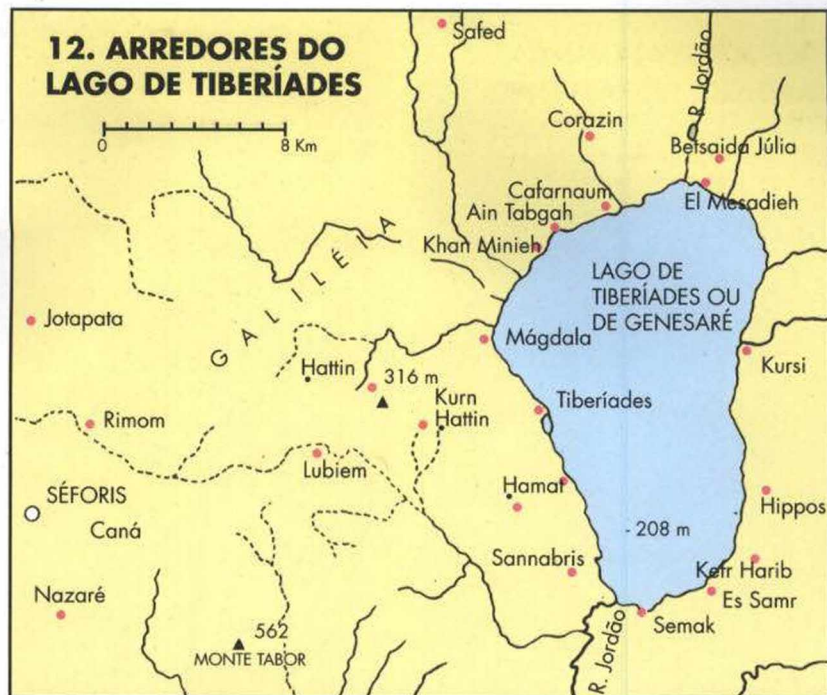 12. ARREDORES DO
LAGO DE TIBERÍADES
0 8 Km
Safed
R. Jordão
Corazin
Betsaida Júlia
Cafarnaum
El Mesadieh
Ain Tabgah
Khan Minieh
GALILÉIA
LAGO DE
TIBERÍADES OU
DE GENESARÉ
Jotapata
Mágdala
Kursi
Hattin
316 m
Kurn
Hattin
Tiberíades
Rimom
Lubiem
Hamat
Hippos
SÉFORIS
Caná
- 208 m
Sannabris
Kefr Harib
Nazaré
Es Samr
Semak
562
MONTE TABOR
R. Jordão